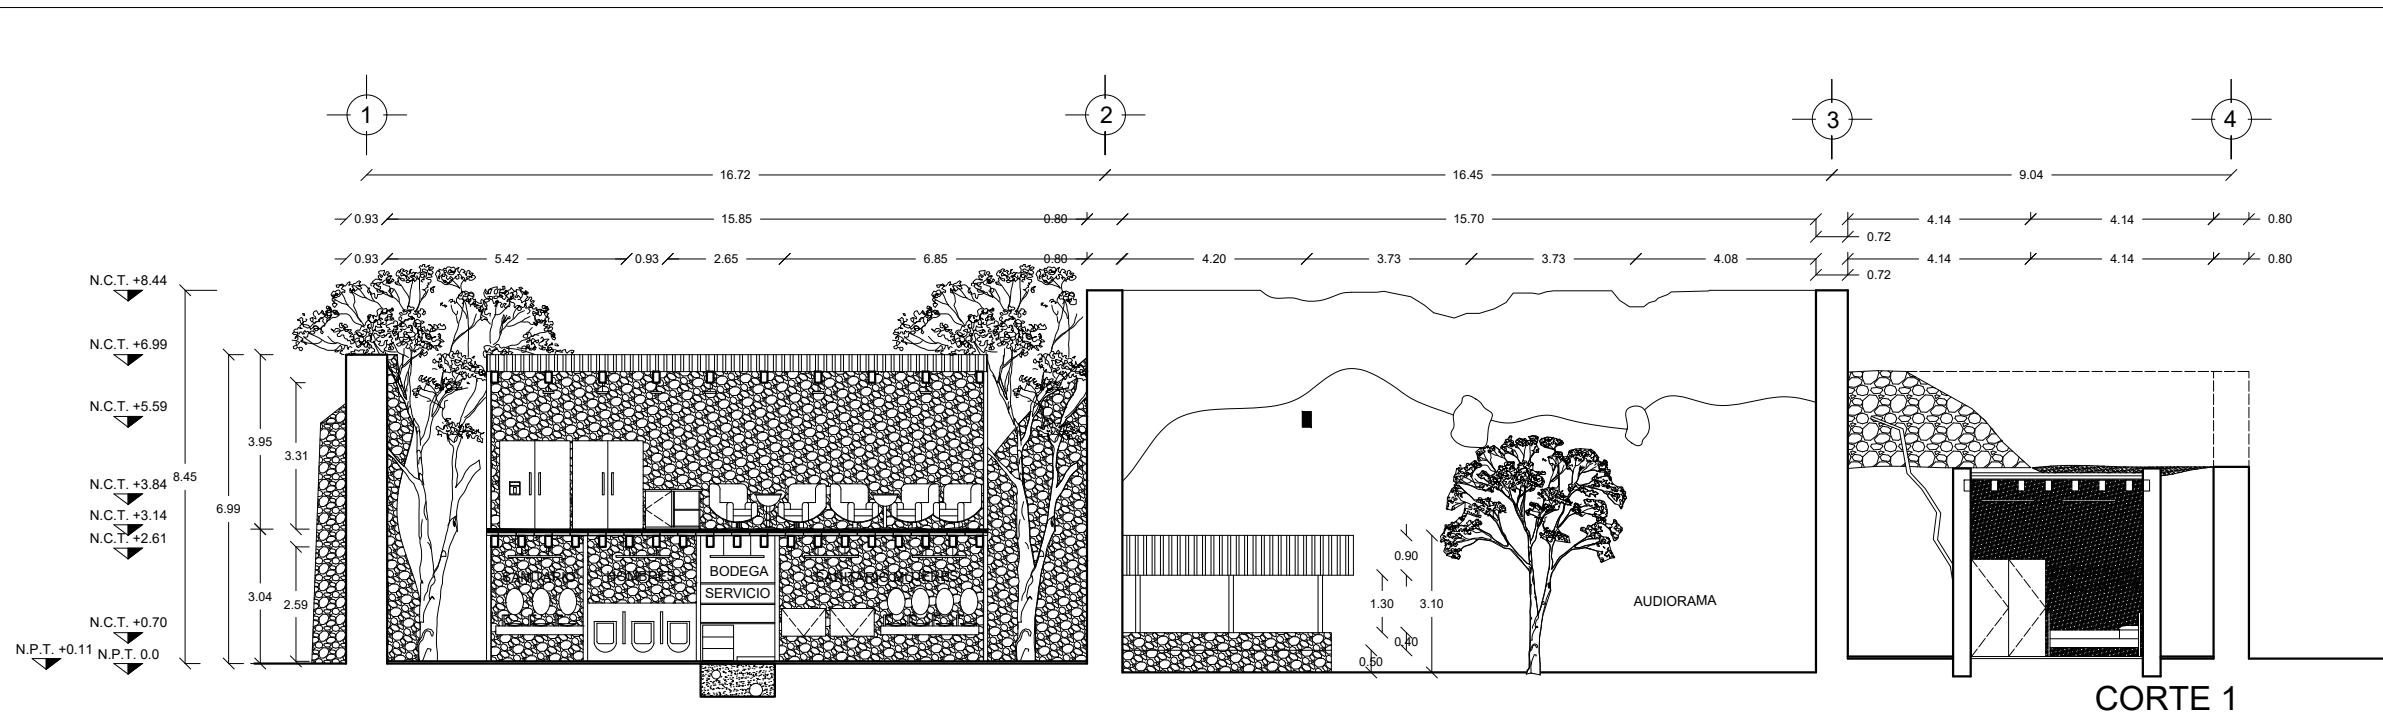 1
2
3
4
16.72
16.45
9.04
0.93
15.85
0.80
15.70
4.14
4.14
0.80
0.72
0.93
5.42
0.93
2.65
6.85
0.80
4.20
3.73
3.73
4.08
4.14
4.14
0.80
0.72
N.C.T. +8.44
N.C.T. +6.99
N.C.T. +5.59
3.95
3.31
8.45
N.C.T. +3.84
6.99
N.C.T. +3.14
N.C.T. +2.61
0.90
BODEGA
SANITARIO
HOMBRES
SANITARIO MUJERES
SERVICIO
3.04
2.59
1.30
3.10
AUDIORAMA
N.C.T. +0.70
0.40
N.P.T. +0.11
N.P.T. 0.0
0.50
CORTE 1